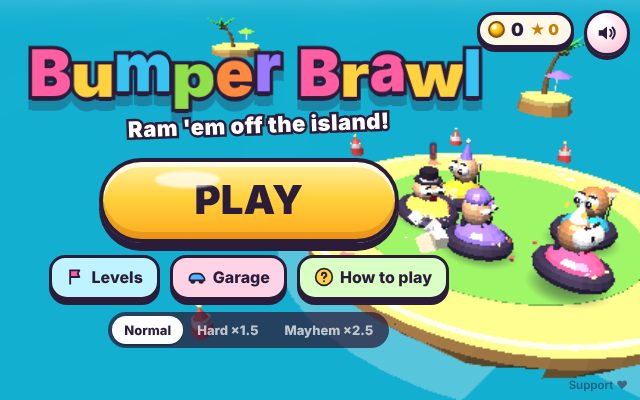 0 ★ 0
Bumper Brawl
Ram 'em off the island!
PLAY
Levels
Garage
? How to play
Normal
Hard ×1.5
Mayhem ×2.5
Support ♥